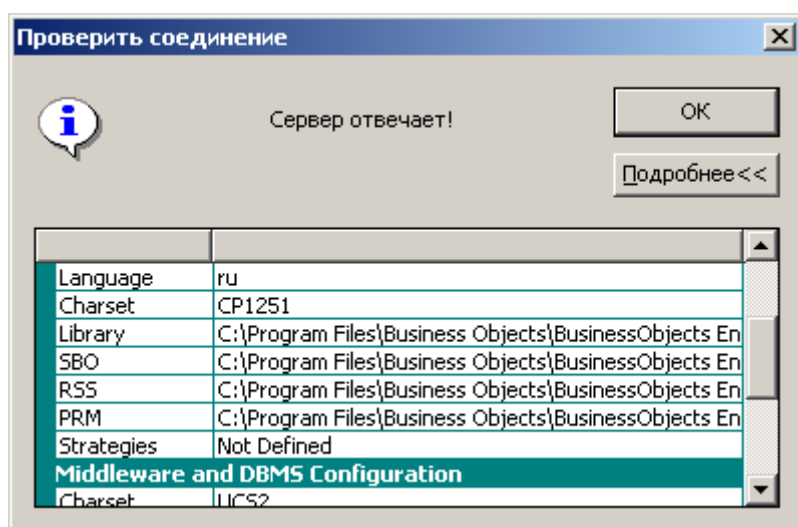 Проверить соединение
Сервер отвечает!
OK
Подробнее<<
Language ru
Charset CP1251
Library C:\Program Files\Business Objects\BusinessObjects En
SBO C:\Program Files\Business Objects\BusinessObjects En
RSS C:\Program Files\Business Objects\BusinessObjects En
PRM C:\Program Files\Business Objects\BusinessObjects En
Strategies Not Defined
Middleware and DBMS Configuration
Charset UCS2